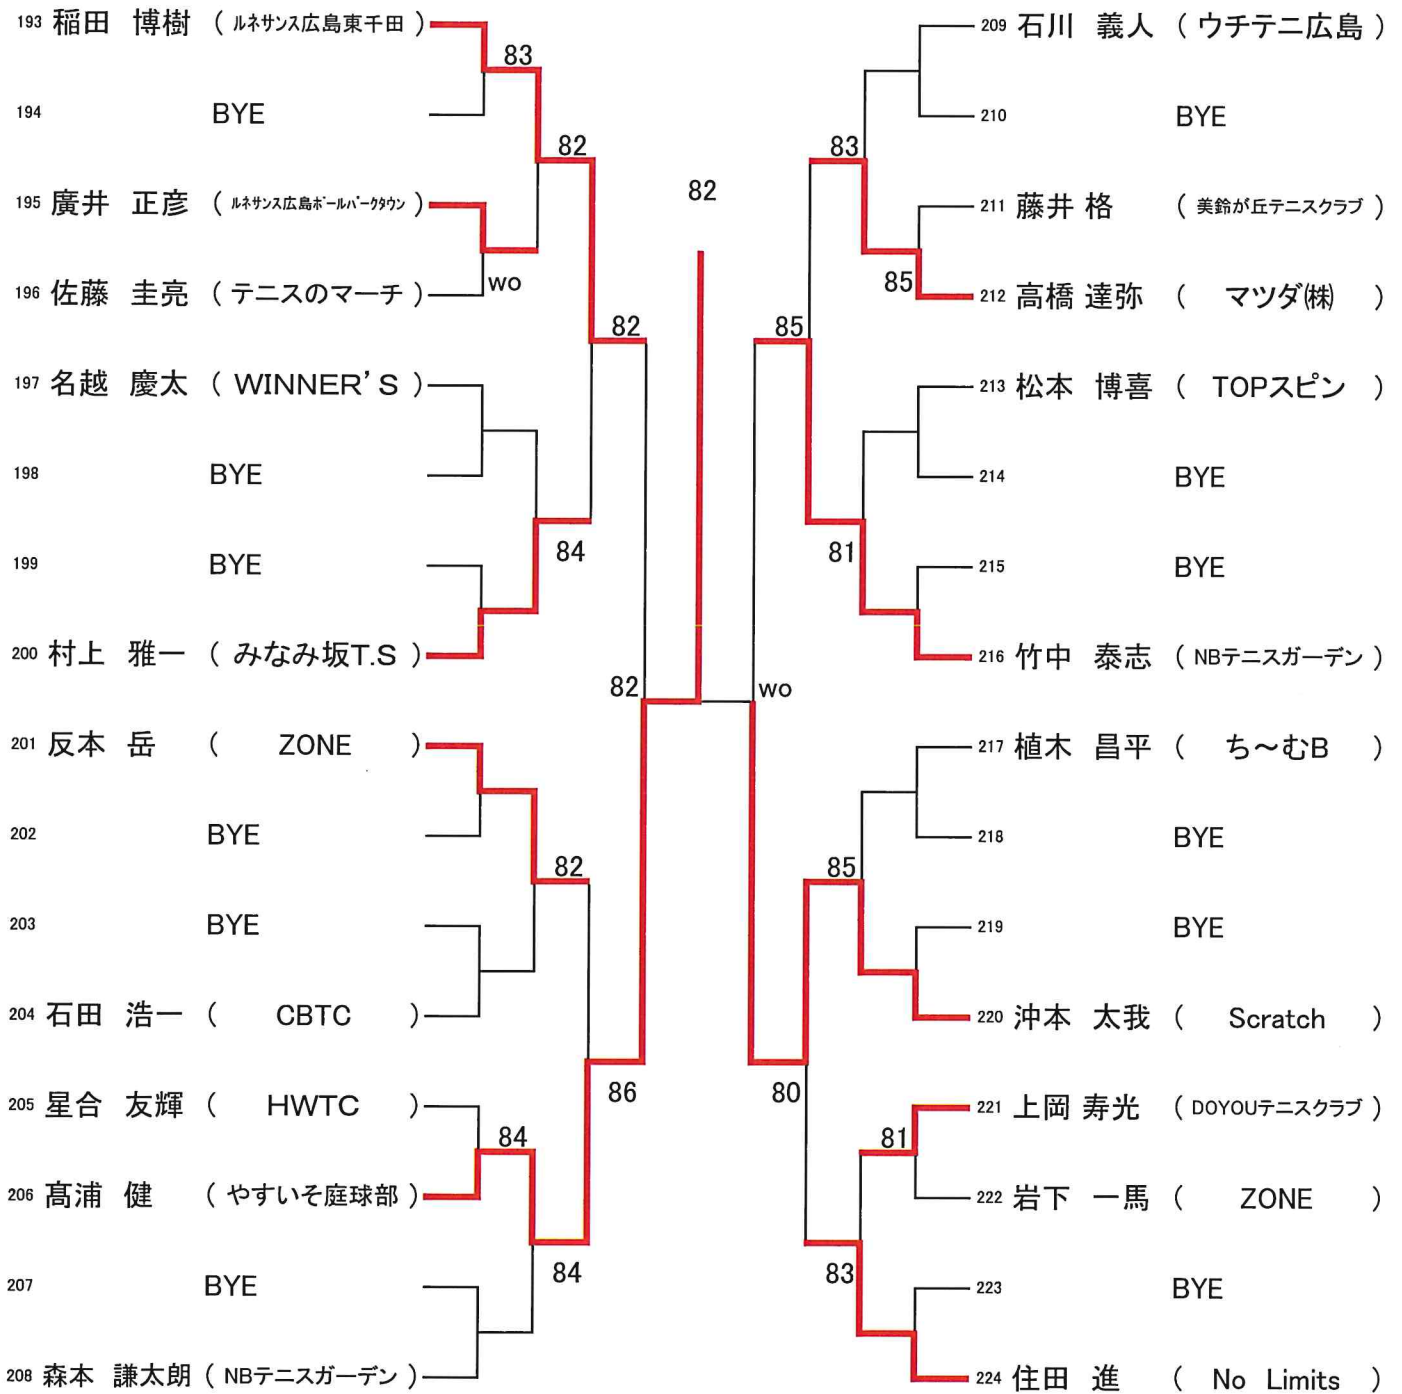 193 稲田 博樹 ( ルネサンス広島東千田 )
83
194 BYE
82
195 廣井 正彦 ( ルネサンス広島ボールパークタウン )
196 佐藤 圭亮 ( テニスのマーチ )
wo
82
197 名越 慶太 ( WINNER'S )
198 BYE
84
199 BYE
200 村上 雅一 ( みなみ坂T.S )
82
201 反本 岳 ( ZONE )
202 BYE
82
203 BYE
204 石田 浩一 ( CBTC )
86
205 星合 友輝 ( HWTC )
84
206 髙浦 健 ( やすいそ庭球部 )
84
207 BYE
208 森本 謙太朗 ( NBテニスガーデン )
82
209 石川 義人 ( ウチテニ広島 )
210 BYE
83
211 藤井 格 ( 美鈴が丘テニスクラブ )
85
212 高橋 達弥 ( マツダ㈱ )
85
213 松本 博喜 ( TOPスピン )
214 BYE
81
215 BYE
216 竹中 泰志 ( NBテニスガーデン )
wo
217 植木 昌平 ( ち～むB )
218 BYE
85
219 BYE
220 沖本 太我 ( Scratch )
80
221 上岡 寿光 ( DOYOUテニスクラブ )
81
222 岩下 一馬 ( ZONE )
83
223 BYE
224 住田 進 ( No Limits )